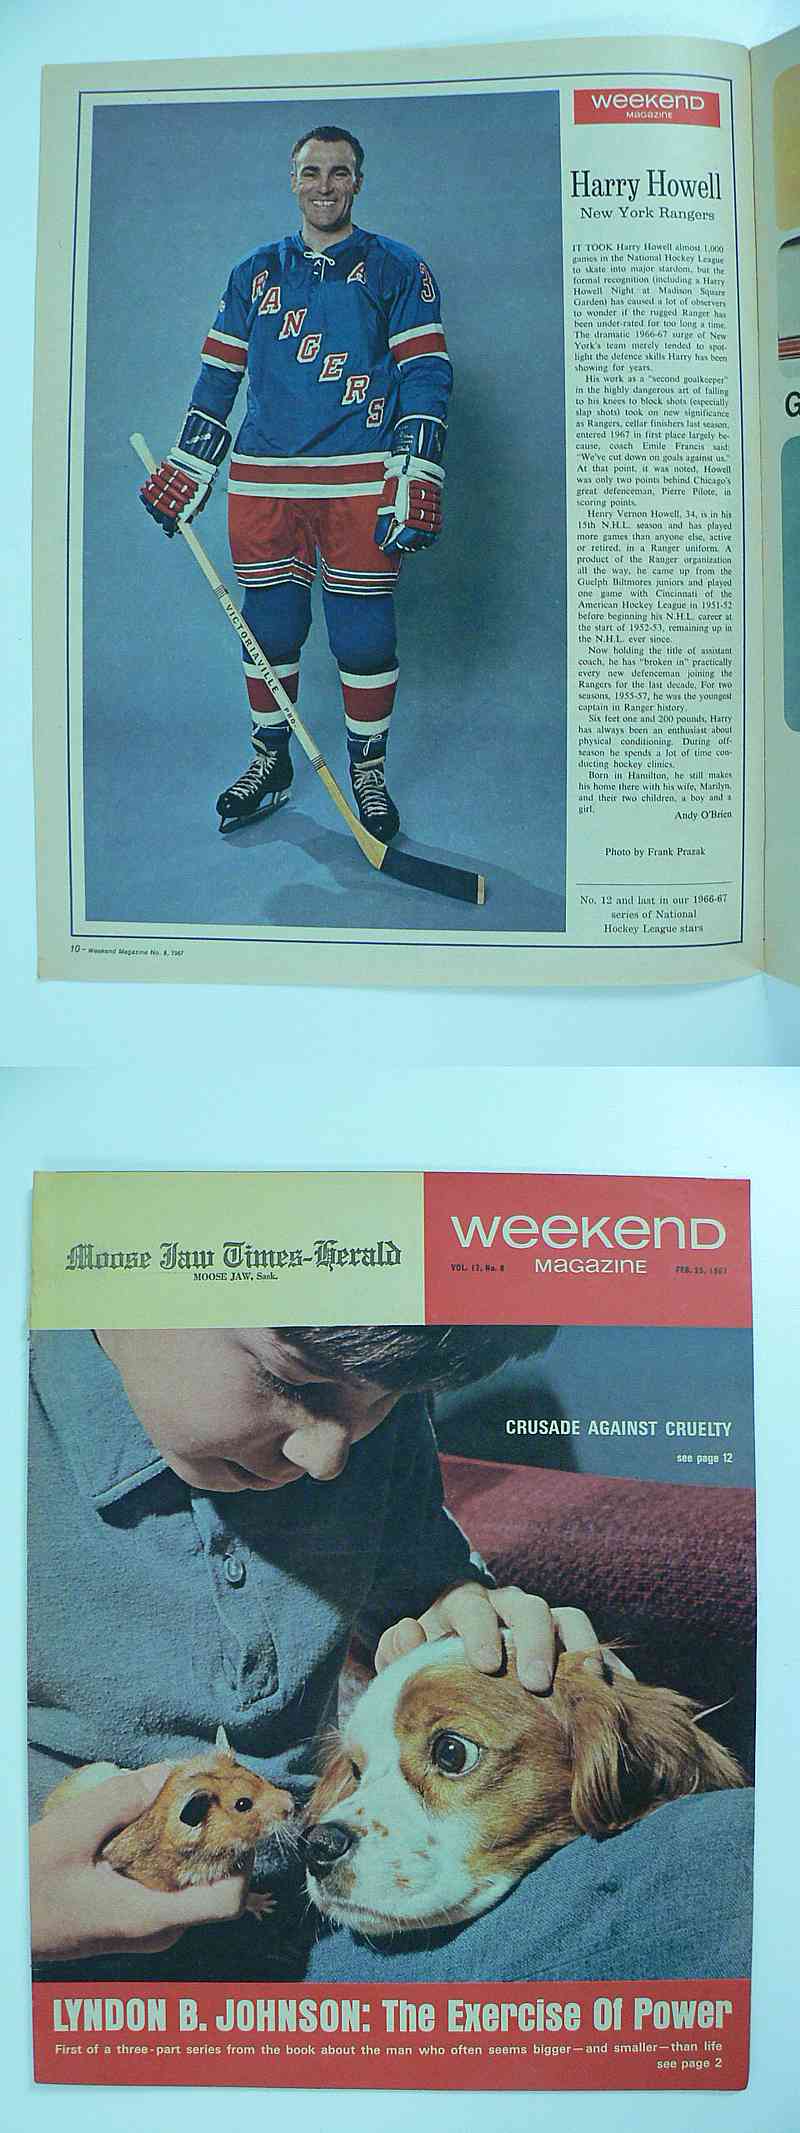 WEEKEND
MAGAZINE
Harry Howell
New York Rangers
IT TOOK Harry Howell almost 1,000
games in the National Hockey League
to skate into major stardom, but the
formal recognition (including a Harry
Howell Night at Madison Square
Garden) has caused a lot of observers
to wonder if the rugged Ranger has
been under-rated for too long a time.
The dramatic 1966-67 surge of New
York's team merely tended to spot-
light the defence skills Harry has been
showing for years.
His work as a "second goalkeeper"
in the highly dangerous art of falling
to his knees to block shots (especially
slap shots) took on new significance
as Rangers, cellar finishers last season,
entered 1967 in first place largely be-
cause, coach Emile Francis said:
"We've cut down on goals against us."
At that point, it was noted, Howell
was only two points behind Chicago's
great defenceman, Pierre Pilote, in
scoring points.
Henry Vernon Howell, 34, is in his
15th N.H.L. season and has played
more games than anyone else, active
or retired, in a Ranger uniform. A
product of the Ranger organization
all the way, he came up from the
Guelph Biltmores juniors and played
one game with Cincinnati of the
American Hockey League in 1951-52
before beginning his N.H.L. career at
the start of 1952-53, remaining up in
the N.H.L. ever since.
Now holding the title of assistant
coach, he has "broken in" practically
every new defenceman joining the
Rangers for the last decade. For two
seasons, 1955-57, he was the youngest
captain in Ranger history.
Six feet one and 200 pounds, Harry
has always been an enthusiast about
physical conditioning. During off-
season he spends a lot of time con-
ducting hockey clinics.
Born in Hamilton, he still makes
his home there with his wife, Marilyn,
and their two children, a boy and a
girl.
Andy O'Brien
Photo by Frank Prazak
No. 12 and last in our 1966-67
series of National
Hockey League stars
RANGERS
A
3
VICTORIAVILLE PRO
10 – Weekend Magazine No. 8, 1967
G
Moose Jaw Times-Herald
MOOSE JAW, Sask.
WEEKEND
VOL. 17, No. 8 MAGAZINE FEB. 25, 1967
CRUSADE AGAINST CRUELTY
see page 12
LYNDON B. JOHNSON: The Exercise Of Power
First of a three-part series from the book about the man who often seems bigger—and smaller—than life
see page 2